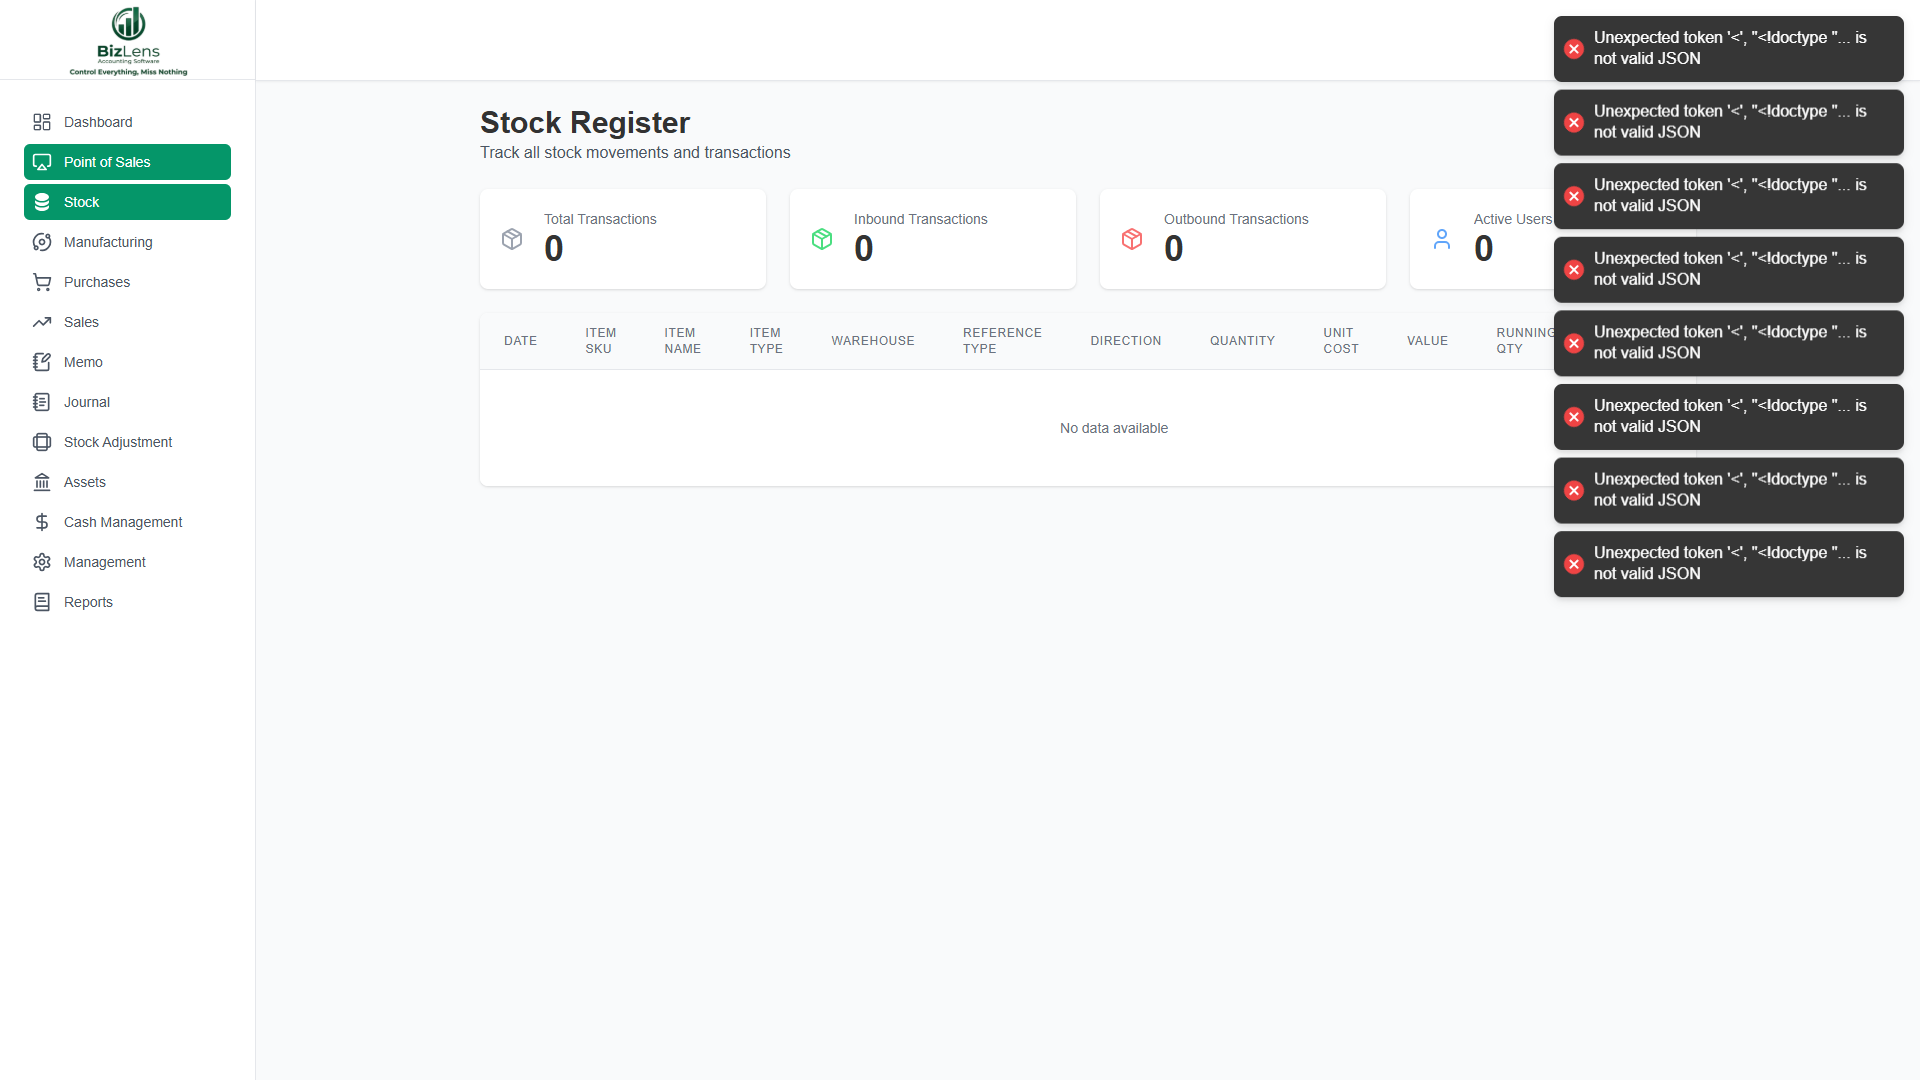 BizLens
Accounting Software
Control Everything, Miss Nothing
Dashboard
Point of Sales
Stock
Manufacturing
Purchases
Sales
Memo
Journal
Stock Adjustment
Assets
Cash Management
Management
Reports
Stock Register
Track all stock movements and transactions
Total Transactions
0
Inbound Transactions
0
Outbound Transactions
0
Active Users
0
DATE
ITEM
SKU
ITEM
NAME
ITEM
TYPE
WAREHOUSE
REFERENCE
TYPE
DIRECTION
QUANTITY
UNIT
COST
VALUE
RUNNING
QTY
No data available
Unexpected token '<', "<!doctype "... is
not valid JSON
Unexpected token '<', "<!doctype "... is
not valid JSON
Unexpected token '<', "<!doctype "... is
not valid JSON
Unexpected token '<', "<!doctype "... is
not valid JSON
Unexpected token '<', "<!doctype "... is
not valid JSON
Unexpected token '<', "<!doctype "... is
not valid JSON
Unexpected token '<', "<!doctype "... is
not valid JSON
Unexpected token '<', "<!doctype "... is
not valid JSON